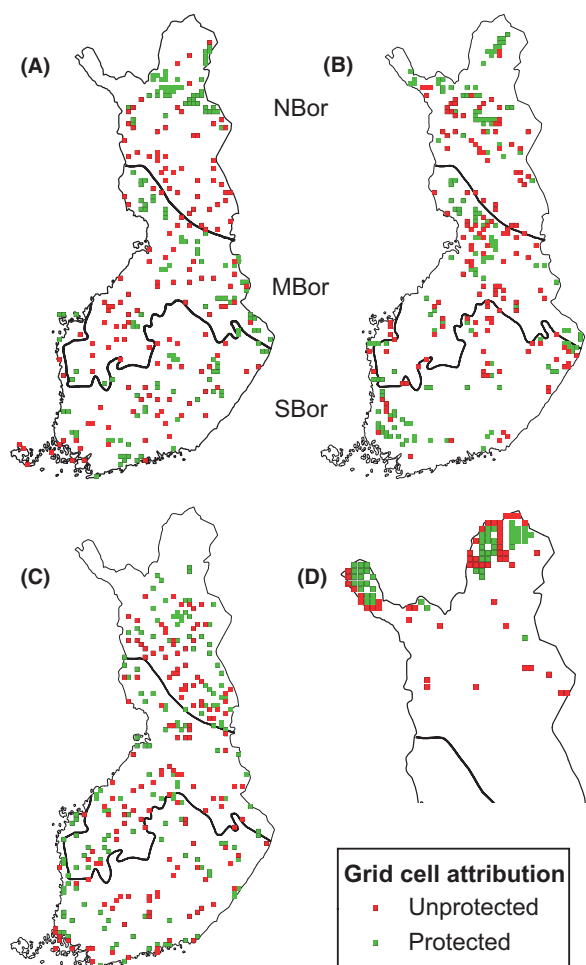 (A)
(B)
NBor
MBor
SBor
(C)
(D)
Grid cell attribution
Unprotected
Protected